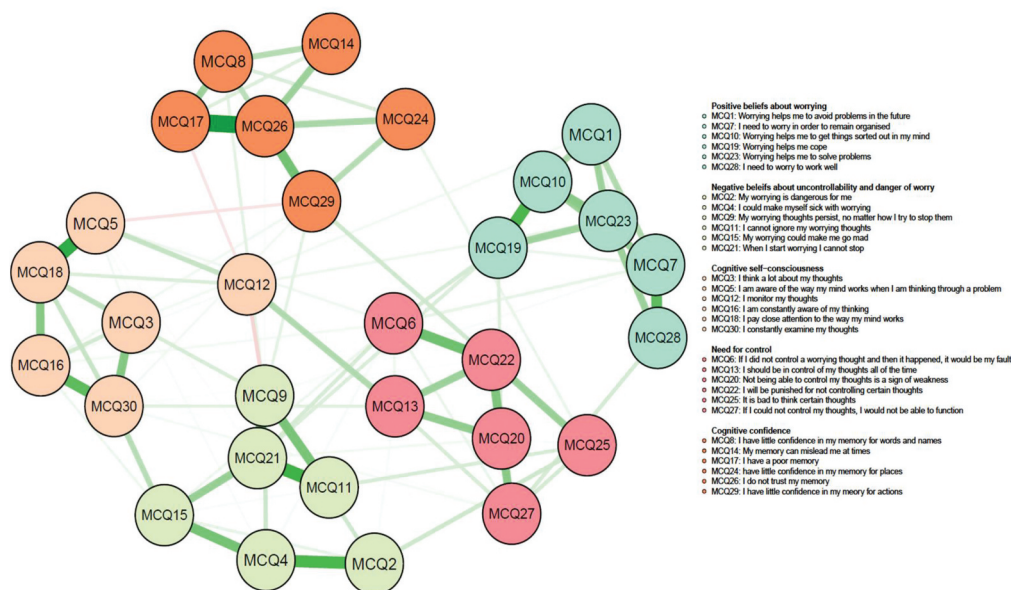 MCQ14
MCQ8
MCQ17
MCQ26
MCQ24
MCQ29
MCQ1
MCQ10
MCQ23
MCQ19
MCQ7
MCQ28
MCQ5
MCQ18
MCQ12
MCQ3
MCQ16
MCQ30
MCQ6
MCQ22
MCQ13
MCQ20
MCQ25
MCQ27
MCQ9
MCQ21
MCQ11
MCQ15
MCQ4
MCQ2
Positive beliefs about worrying
MCQ1: Worrying helps me to avoid problems in the future
MCQ7: I need to worry in order to remain organised
MCQ10: Worrying helps me to get things sorted out in my mind
MCQ19: Worrying helps me cope
MCQ23: Worrying helps me to solve problems
MCQ28: I need to worry to work well
Negative beleifs about uncontrollability and danger of worry
MCQ2: My worrying is dangerous for me
MCQ4: I could make myself sick with worrying
MCQ9: My worrying thoughts persist, no matter how I try to stop them
MCQ11: I cannot ignore my worrying thoughts
MCQ15: My worrying could make me go mad
MCQ21: When I start worrying I cannot stop
Cognitive self-consciousness
MCQ3: I think a lot about my thoughts
MCQ5: I am aware of the way my mind works when I am thinking through a problem
MCQ12: I monitor my thoughts
MCQ16: I am constantly aware of my thinking
MCQ18: I pay close attention to the way my mind works
MCQ30: I constantly examine my thoughts
Need for control
MCQ6: If I did not control a worrying thought and then it happened, it would be my fault
MCQ13: I should be in control of my thoughts all of the time
MCQ20: Not being able to control my thoughts is a sign of weakness
MCQ22: I will be punished for not controlling certain thoughts
MCQ25: It is bad to think certain thoughts
MCQ27: If I could not control my thoughts, I would not be able to function
Cognitive confidence
MCQ8: I have little confidence in my memory for words and names
MCQ14: My memory can mislead me at times
MCQ17: I have a poor memory
MCQ24: have little confidence in my memory for places
MCQ26: I do not trust my memory
MCQ29: I have little confidence in my meory for actions